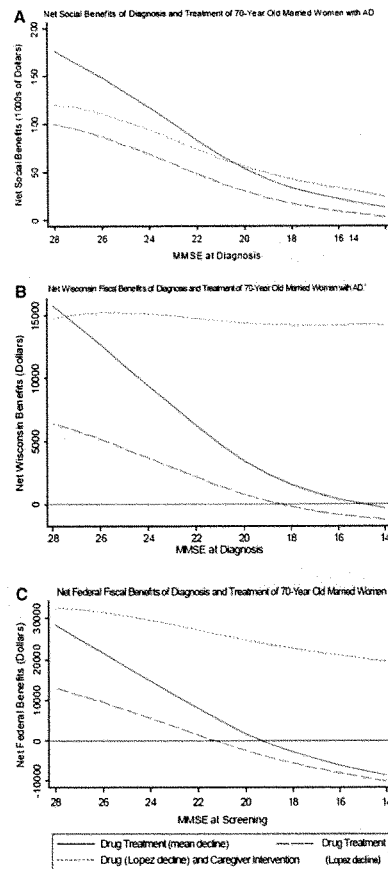 A
Net Social Benefits of Diagnosis and Treatment of 70-Year Old Married Women with AD
Net Social Benefits (1000s of Dollars)
200
150
100
50
0
28 26 24 22 20 18 16 14
MMSE at Diagnosis
B
Net Wisconsin Fiscal Benefits of Diagnosis and Treatment of 70-Year Old Married Women with AD
Net Wisconsin Benefits (Dollars)
15000
10000
5000
0
28 26 24 22 20 18 16 14
MMSE at Diagnosis
C
Net Federal Fiscal Benefits of Diagnosis and Treatment of 70-Year Old Married Women
Net Federal Benefits (Dollars)
30000
20000
10000
0
-10000
28 26 24 22 20 18 16 14
MMSE at Screening
Drug Treatment (mean decline) Drug Treatment
Drug (Lopez decline) and Caregiver Intervention (Lopez decline)